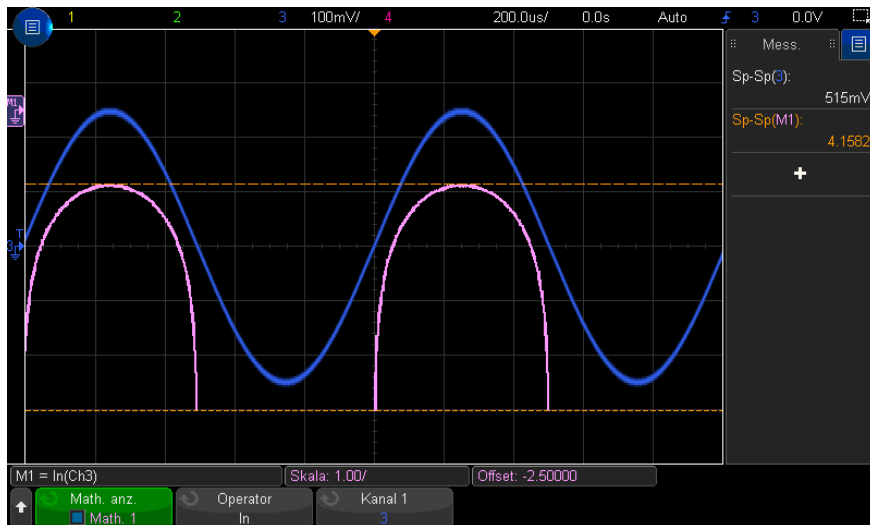 1 2 3 100mV/ 4 200.0us/ 0.0s Auto 3 0.0V
Mess.
Sp-Sp(3):
515mV
Sp-Sp(M1):
4.1582
+
M1
T
3
M1 = ln(Ch3) Skala: 1.00/ Offset: -2.50000
Math. anz. Operator Kanal 1
Math. 1 ln 3